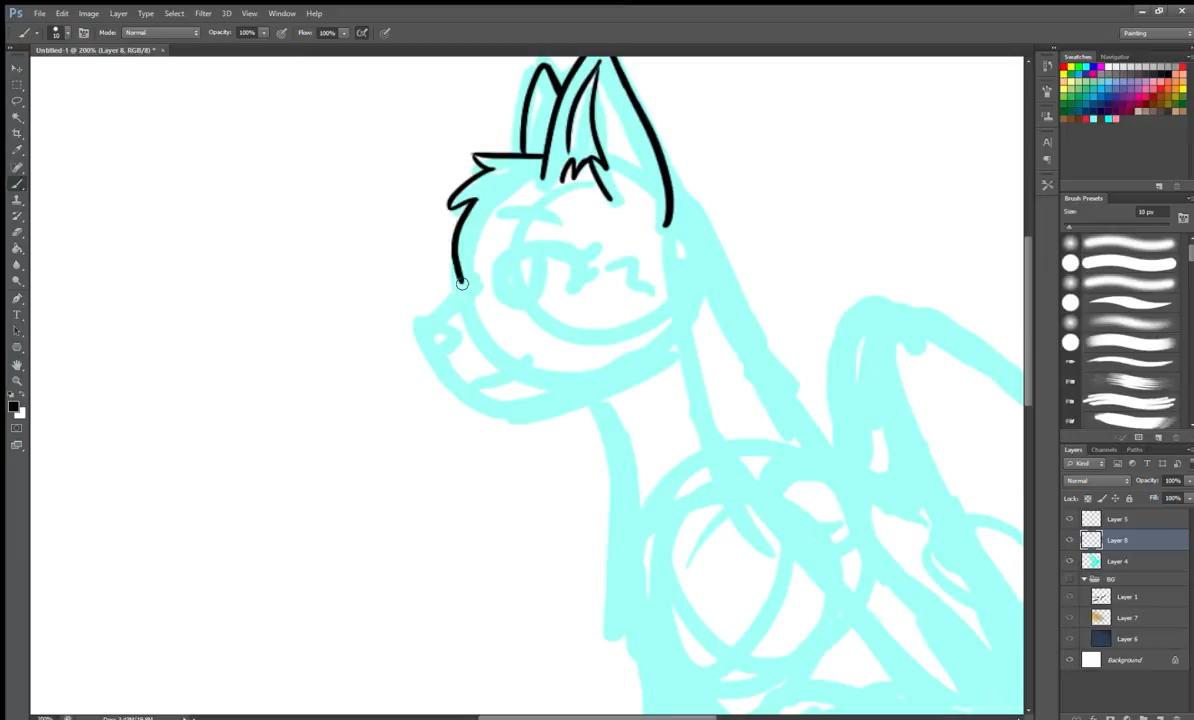 Ps File Edit Image Layer Type Select Filter 3D View Window Help
10 Mode: Normal Opacity: 100% Flow: 100% Painting
Untitled-1 @ 200% (Layer 8, RGB/8) * ×
Swatches Navigator
Brush Presets
Size: 10 px
Layers Channels Paths
Kind
Normal Opacity: 100%
Lock: Fill: 100%
Layer 5
Layer 8
Layer 4
BG
Layer 1
Layer 7
Layer 6
Background